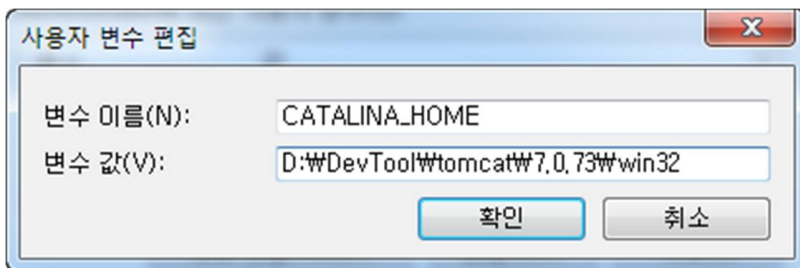 사용자 변수 편집
변수 이름(N):
CATALINA_HOME
변수 값(V):
D:₩DevTool₩tomcat₩7.0.73₩win32
확인
취소